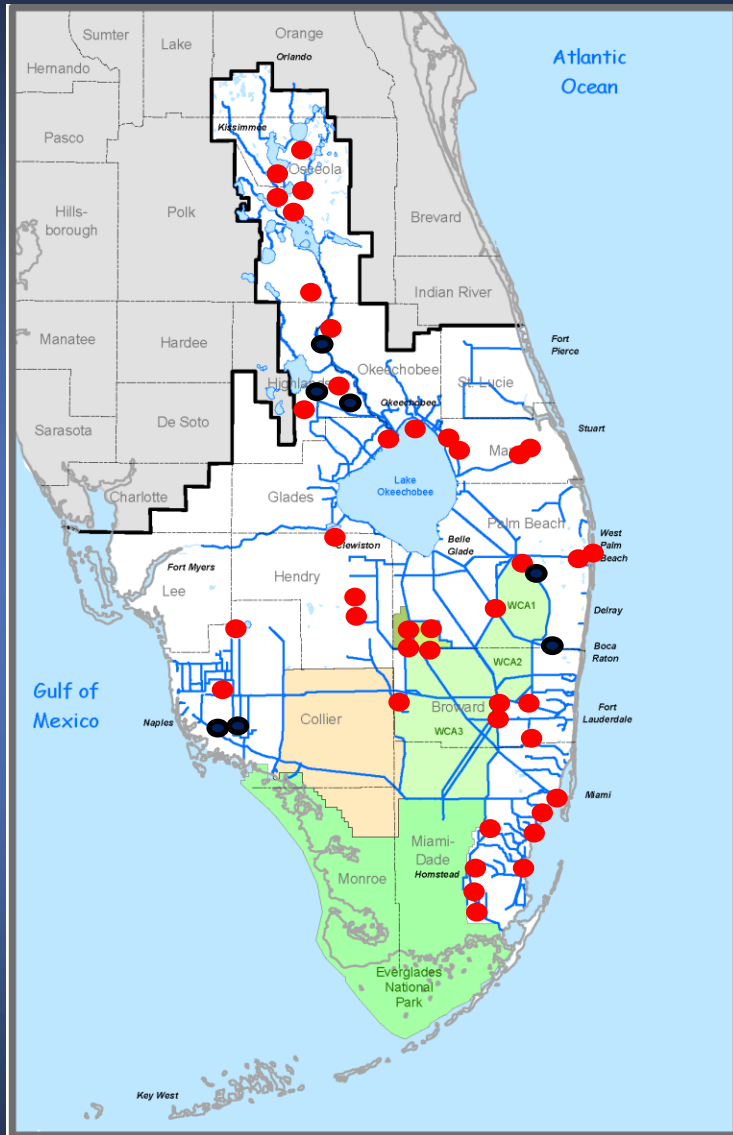 Sumter
Orange
Lake
Orlando
Hernando
Atlantic
Ocean
Kissimmee
Pasco
Osceola
Hills-
borough
Polk
Brevard
Indian River
Manatee
Hardee
Fort
Pierce
Okeechobee
Highlands
St. Lucie
Okeechobee
De Soto
Sarasota
Stuart
Ma
Lake
Okeechobee
Charlotte
Glades
Palm Beach
West
Palm
Beach
Belle
Glade
Clewiston
Fort Myers
Hendry
Lee
WCA1
Delray
Boca
Raton
WCA2
Gulf of
Mexico
Naples
Collier
Broward
WCA3
Fort
Lauderdale
Miami
Miami-
Dade
Homstead
Monroe
Everglades
National
Park
Key West